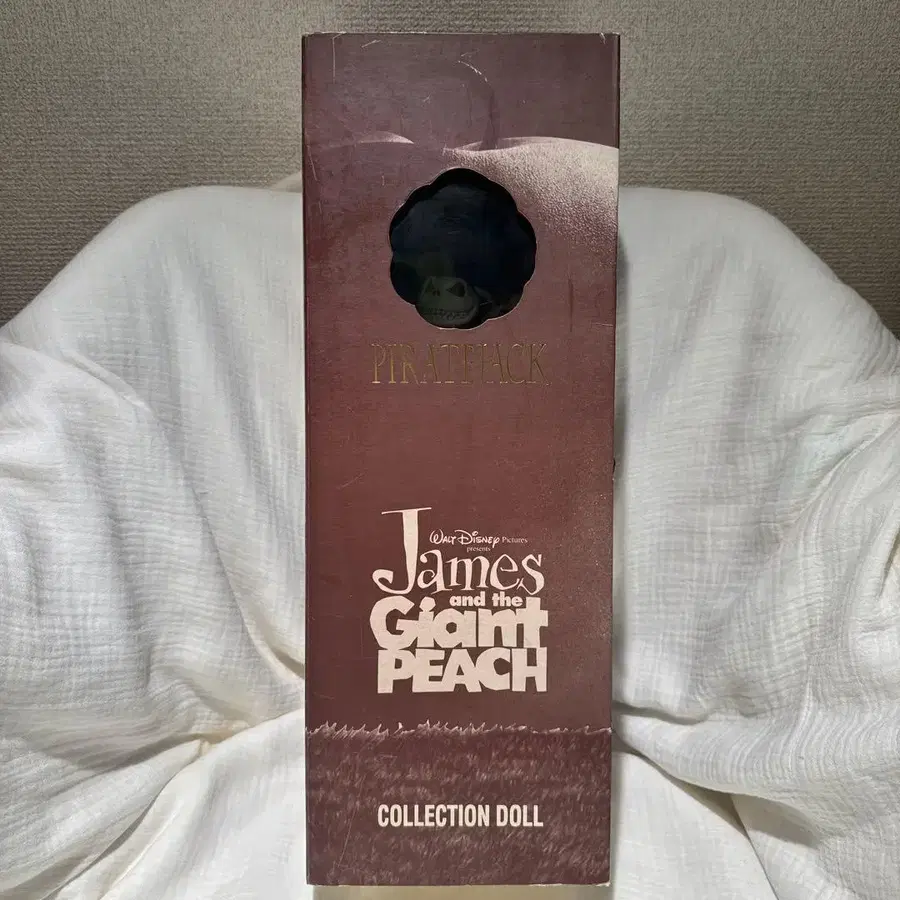 PIRATE JACK
WALT DISNEY Pictures
presents
James
and the
Giant
PEACH
COLLECTION DOLL